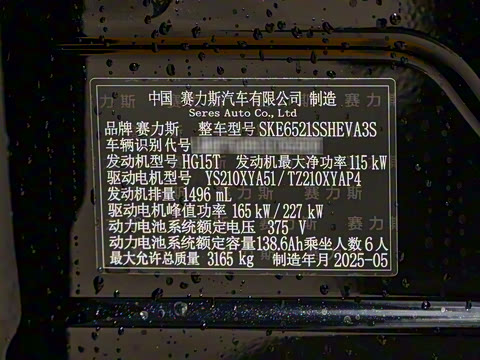 中国 赛力斯汽车有限公司 制造
Seres Auto Co., Ltd
品牌 赛力斯 整车型号 SKE6521SSHEVA3S
车辆识别代号
发动机型号 HG15T 发动机最大净功率 115 kW
驱动电机型号 YS210XYA51/TZ210XYAP4
发动机排量 1496 mL
驱动电机峰值功率 165 kW/227 kW
动力电池系统额定电压 375 V
动力电池系统额定容量138.6Ah乘坐人数 6人
最大允许总质量 3165 kg 制造年月 2025-05